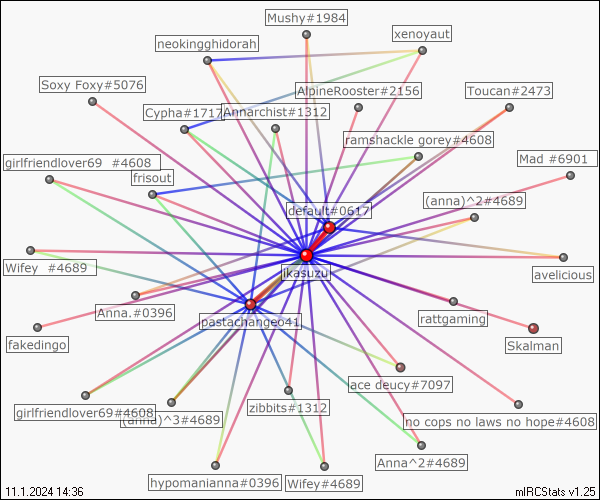 Mushy#1984
xenoyaut
neokingghidorah
Soxy Foxy#5076
AlpineRooster#2156
Toucan#2473
Cypha#1717
Annarchist#1312
ramshackle gorey#4608
girlfriendlover69 #4608
Mad #6901
frisout
(anna)^2#4689
default#0617
Wifey #4689
ikasuzu
avelicious
Anna.#0396
rattgaming
pastachange041
fakedingo
Skalman
ace deucy#7097
girlfriendlover69#4608
(anna)^3#4689
zibbits#1312
no cops no laws no hope#4608
Anna^2#4689
hypomanianna#0396
Wifey#4689
11.1.2024 14:36
mIRCStats v1.25